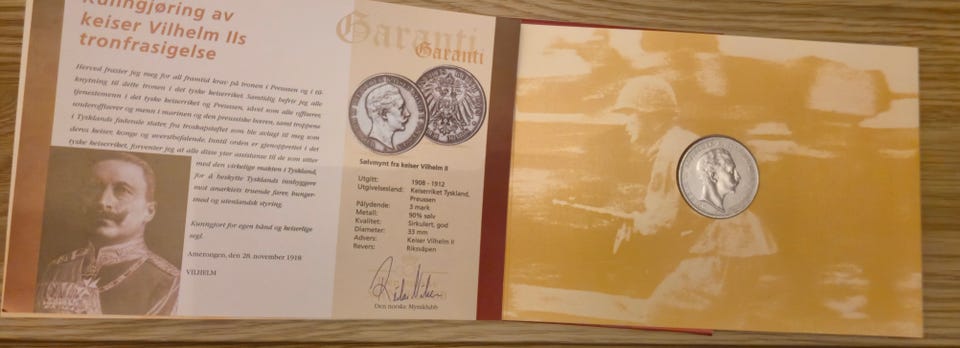 Kunngjøring av
keiser Vilhelm IIs
tronfrasigelse
Herved frasier jeg meg for all framtid krav på tronen i Preussen og i til-
knytning til dette tronen i det tyske keiserriket. Samtidig befrir jeg alle
tjenestemenn i det tyske keiserriket og Preussen, såvel som alle offiserer,
underoffiserer og menn i marinen og den preussiske hæren, samt troppene
i Tysklands føderale stater, fra troskapsløftet som ble avlagt til meg som
deres keiser, konge og øverstbefalende. Inntil orden er gjenopprettet i det
tyske keiserriket, forventer jeg at alle disse yter assistanse til de som sitter
med den virkelige makten i Tyskland,
for å beskytte Tysklands innbyggere
mot anarkiets truende farer, hunger-
snød og utenlandsk styring.
Kunngjort for egen hånd og keiserlige
segl.
Amerongen, den 28. november 1918
VILHELM
Garanti
Garanti
Sølvmynt fra keiser Vilhelm II
Utgitt: 1908 - 1912
Utgivelsesland: Keiserriket Tyskland,
Preussen
Pålydende: 3 mark
Metall: 90% sølv
Kvalitet: Sirkulert, god
Diameter: 33 mm
Advers: Keiser Vilhelm II
Revers: Riksvåpen
Den norske Myntklubb
Garanti